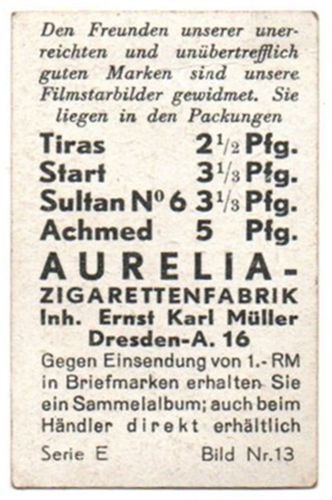 Den Freunden unserer uner-
reichten und unübertrefflich
guten Marken sind unsere
Filmstarbilder gewidmet. Sie
liegen in den Packungen
Tiras 2 1/2 Pfg.
Start 3 1/3 Pfg.
Sultan No 6 3 1/3 Pfg.
Achmed 5 Pfg.
AURELIA-
ZIGARETTENFABRIK
Inh. Ernst Karl Müller
Dresden-A. 16
Gegen Einsendung von 1.- RM
in Briefmarken erhalten Sie
ein Sammelalbum; auch beim
Händler direkt erhältlich
Serie E Bild Nr. 13